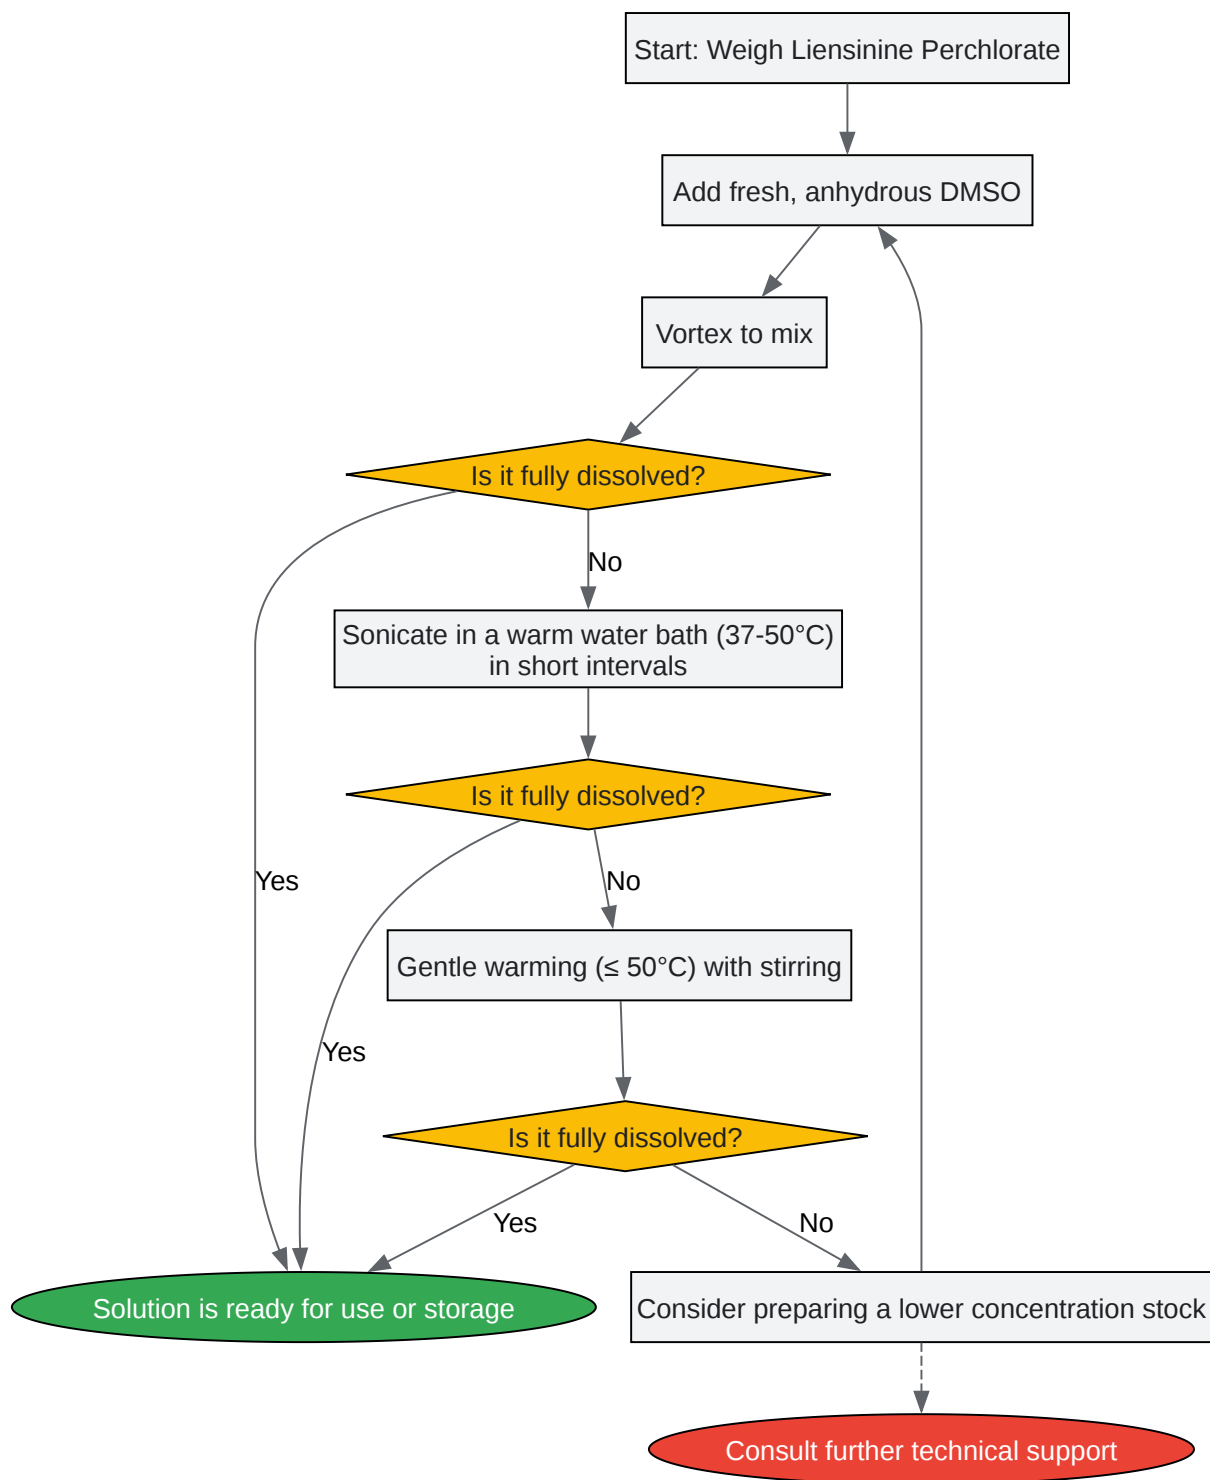 Start: Weigh Liensinine Perchlorate
Add fresh, anhydrous DMSO
Vortex to mix
Is it fully dissolved?
No
Sonicate in a warm water bath (37-50°C)
in short intervals
Is it fully dissolved?
Yes
No
Gentle warming (≤ 50°C) with stirring
Yes
Is it fully dissolved?
Yes
No
Solution is ready for use or storage
Consider preparing a lower concentration stock
Consult further technical support